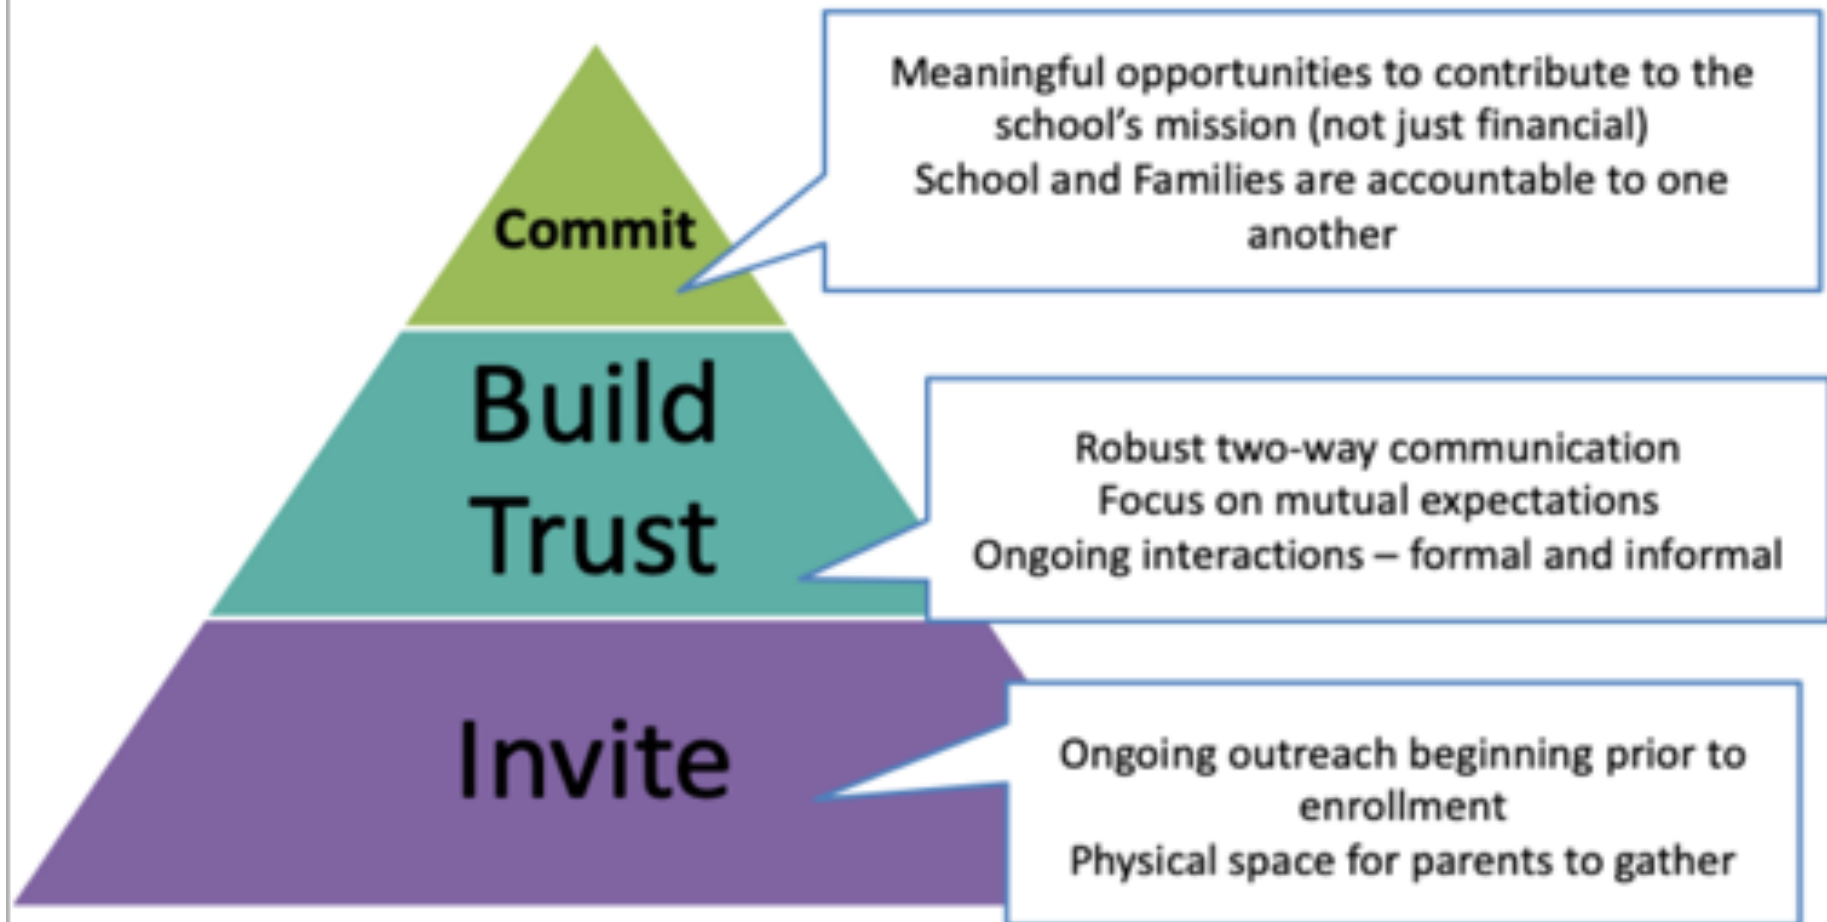 Commit
Meaningful opportunities to contribute to the
school's mission (not just financial)
School and Families are accountable to one
another
Build
Trust
Robust two-way communication
Focus on mutual expectations
Ongoing interactions – formal and informal
Invite
Ongoing outreach beginning prior to
enrollment
Physical space for parents to gather